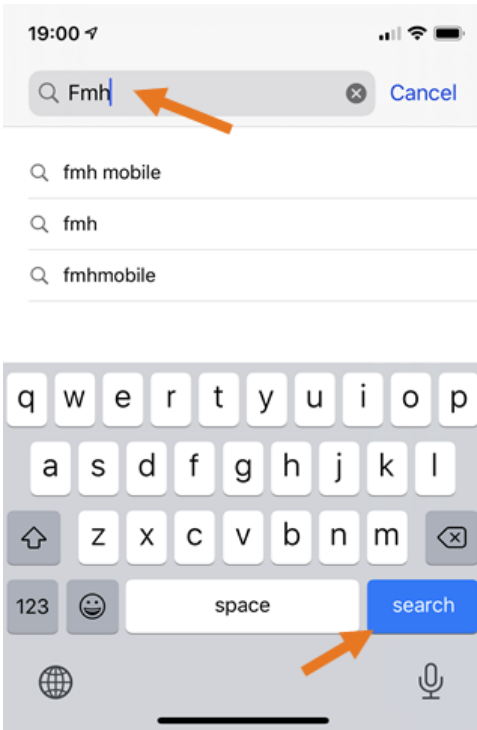 19:00
Fmh
Cancel
fmh mobile
fmh
fmhmobile
q w e r t y u i o p
a s d f g h j k l
z x c v b n m
123 space search